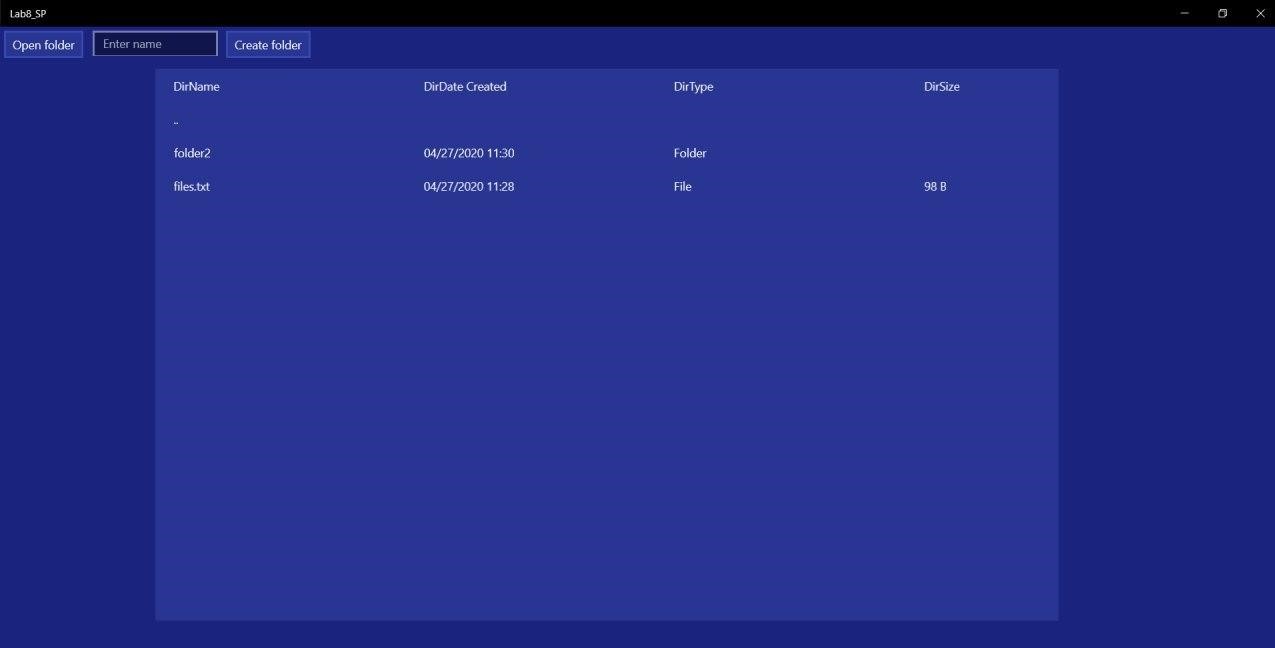 Lab8_SP
Open folder Enter name Create folder
DirName DirDate Created DirType DirSize
..
folder2 04/27/2020 11:30 Folder
files.txt 04/27/2020 11:28 File 98 B